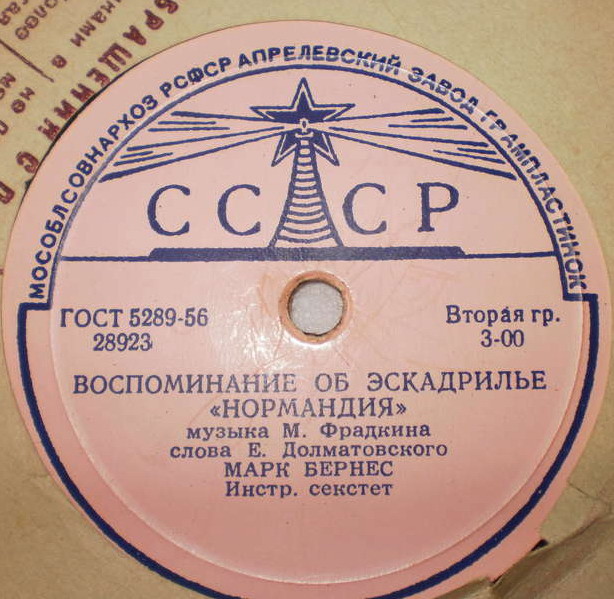 МОСОБЛСОВНАРХОЗ РСФСР АПРЕЛЕВСКИЙ ЗАВОД ГРАМПЛАСТИНОК
СССР
ГОСТ 5289-56
28923
Вторая гр.
3-00
ВОСПОМИНАНИЕ ОБ ЭСКАДРИЛЬЕ
«НОРМАНДИЯ»
музыка М. Фрадкина
слова Е. Долматовского
МАРК БЕРНЕС
Инстр. секстет